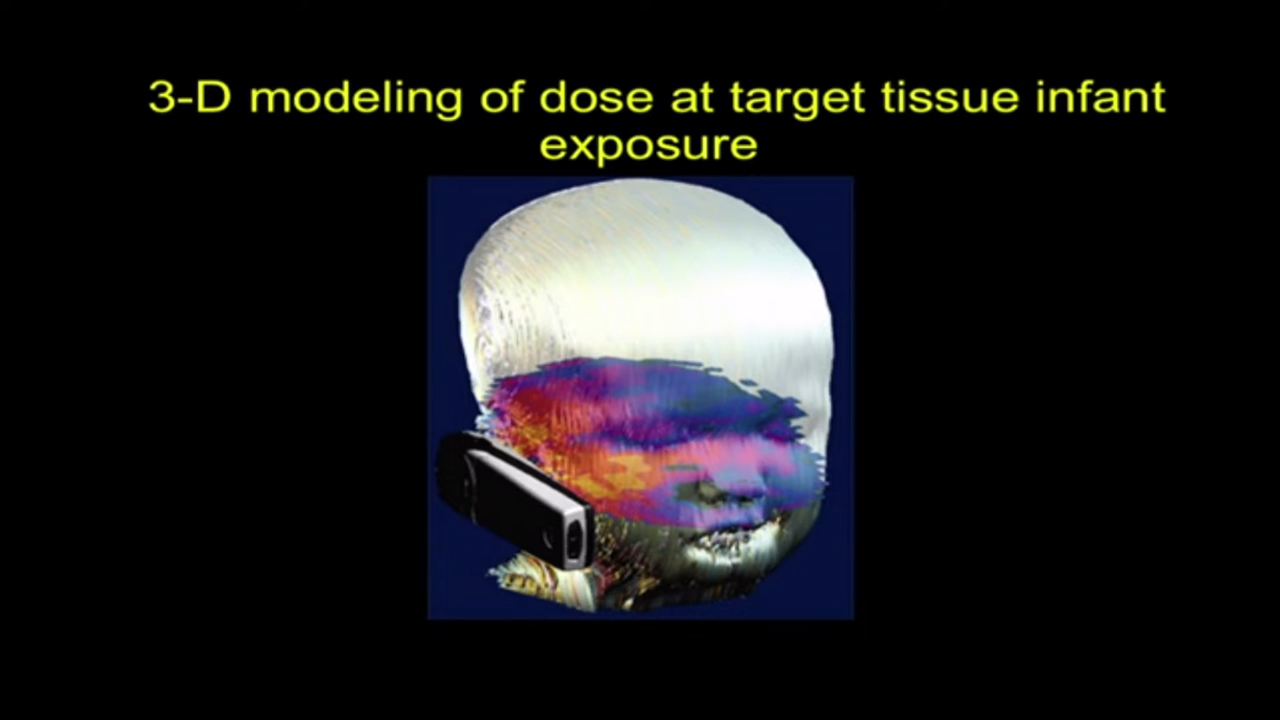 3-D modeling of dose at target tissue infant
exposure